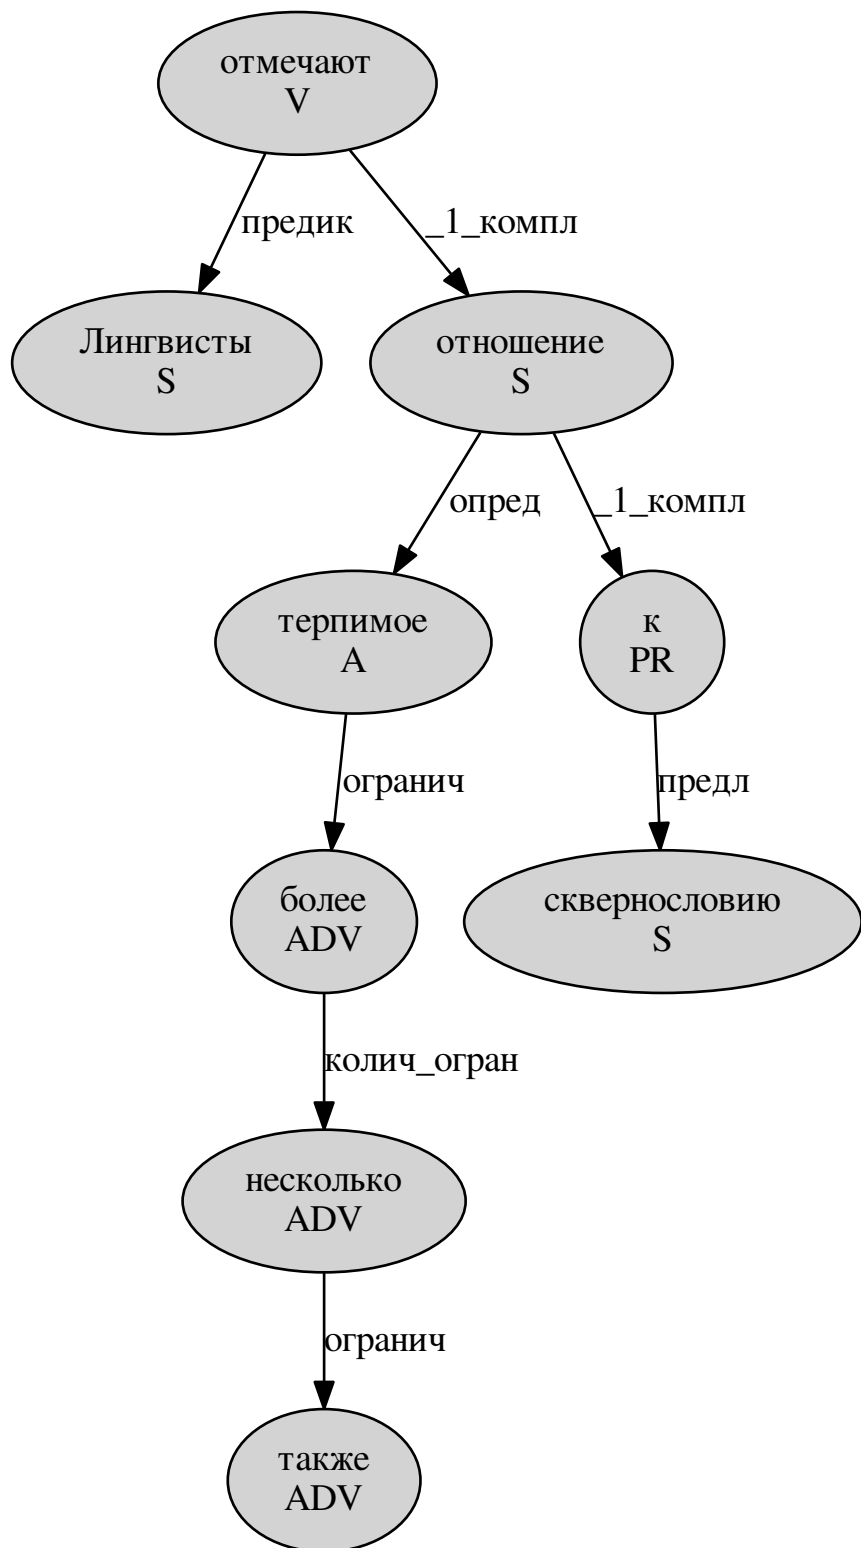 отмечают
V
предик
_1_компл
Лингвисты
S
отношение
S
опред
_1_компл
терпимое
A
к
PR
огранич
предл
более
ADV
сквернословию
S
колич_огран
несколько
ADV
огранич
также
ADV